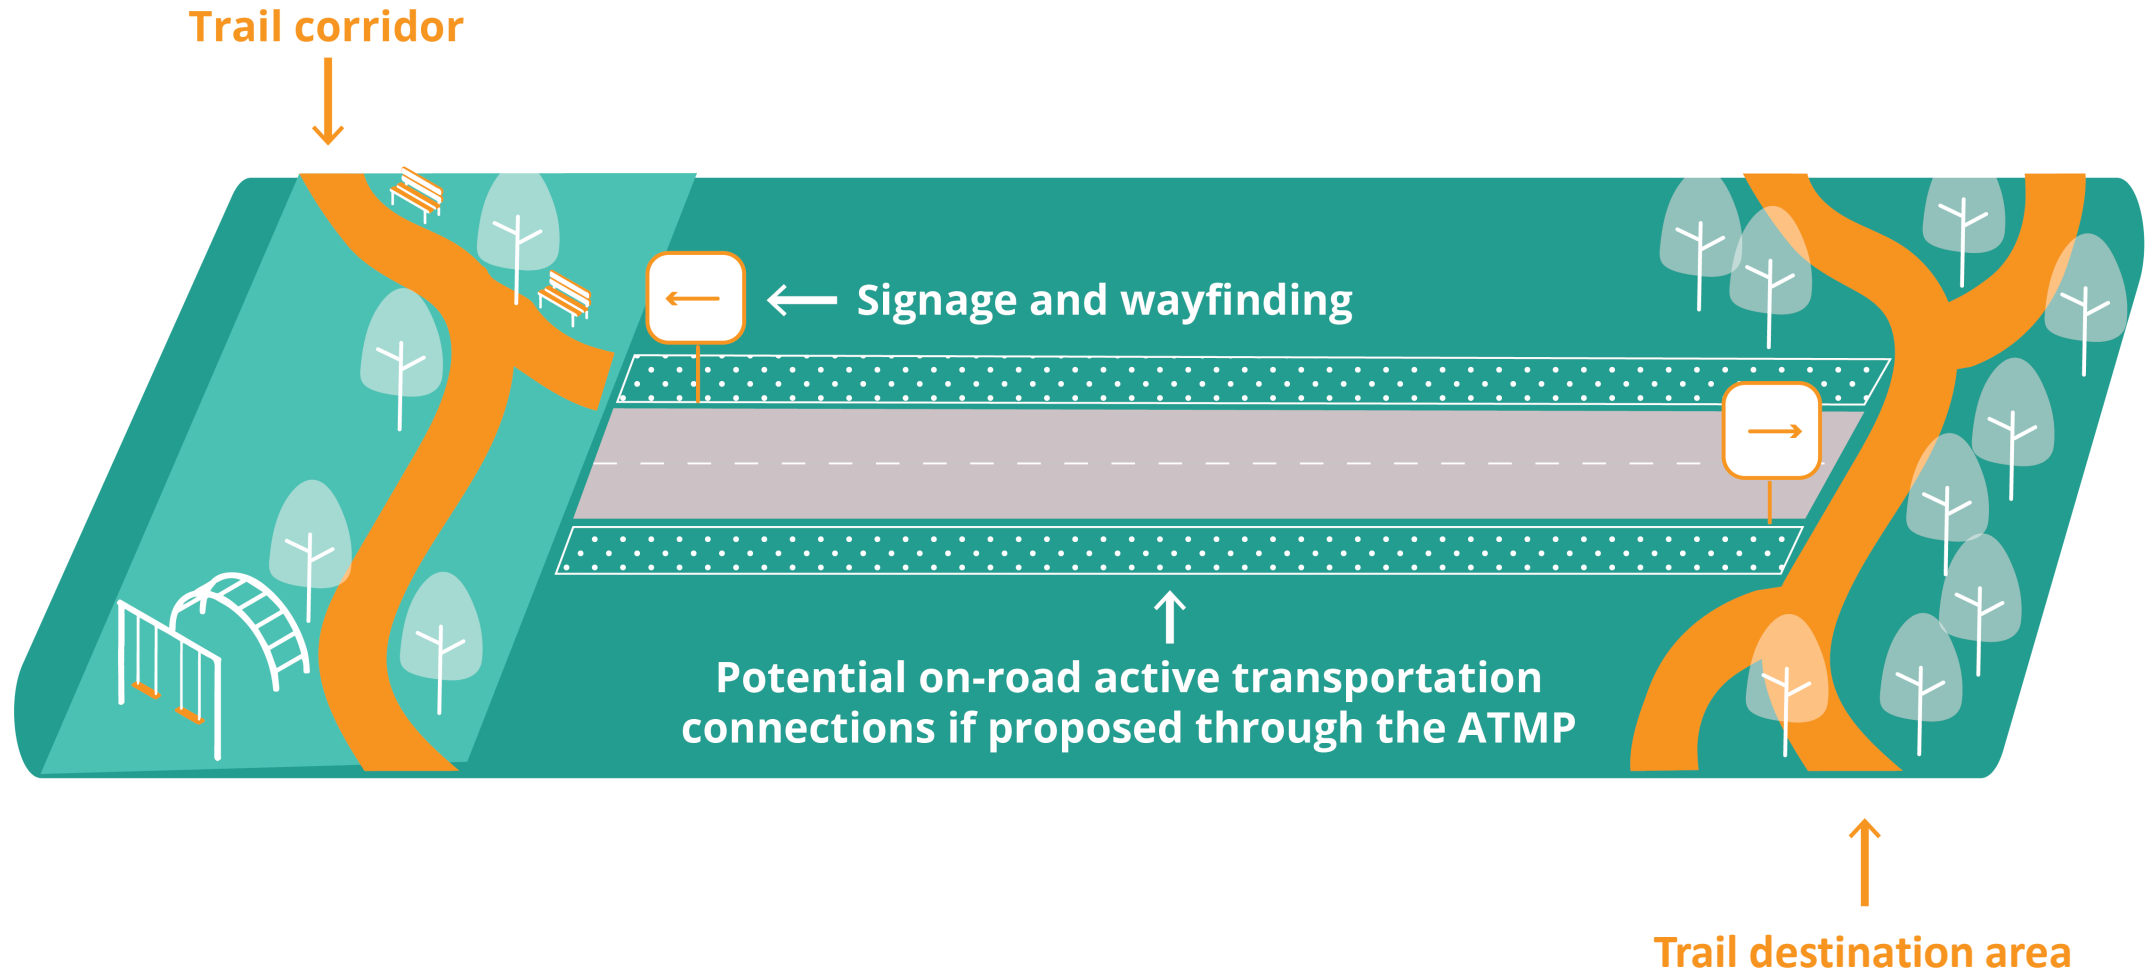 Trail corridor
Signage and wayfinding
Potential on-road active transportation
connections if proposed through the ATMP
Trail destination area